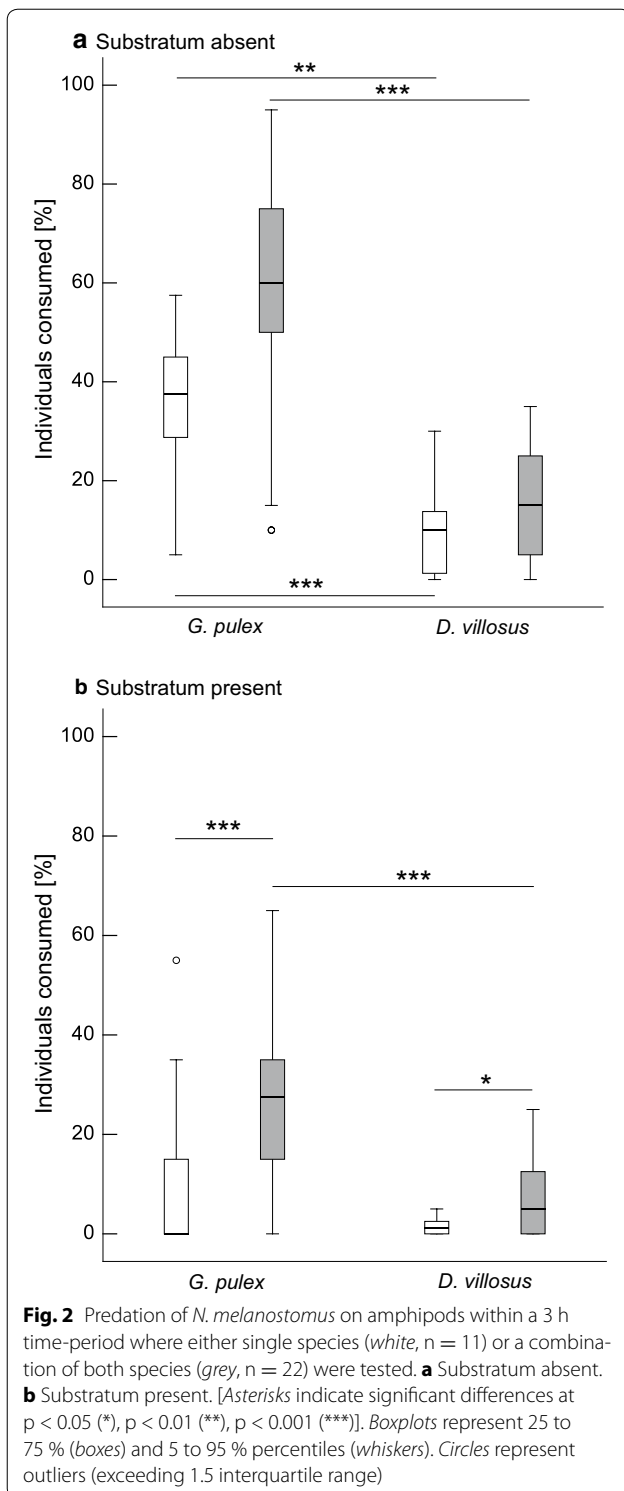 a Substratum absent
**
***
100
80
60
40
20
0
Individuals consumed [%]
***
G. pulex D. villosus
b Substratum present
100
80
60
40
20
0
Individuals consumed [%]
***
***
*
G. pulex D. villosus
Fig. 2 Predation of N. melanostomus on amphipods within a 3 h
time-period where either single species (white, n = 11) or a combina-
tion of both species (grey, n = 22) were tested. a Substratum absent.
b Substratum present. [Asterisks indicate significant differences at
p < 0.05 (*), p < 0.01 (**), p < 0.001 (***)]. Boxplots represent 25 to
75 % (boxes) and 5 to 95 % percentiles (whiskers). Circles represent
outliers (exceeding 1.5 interquartile range)